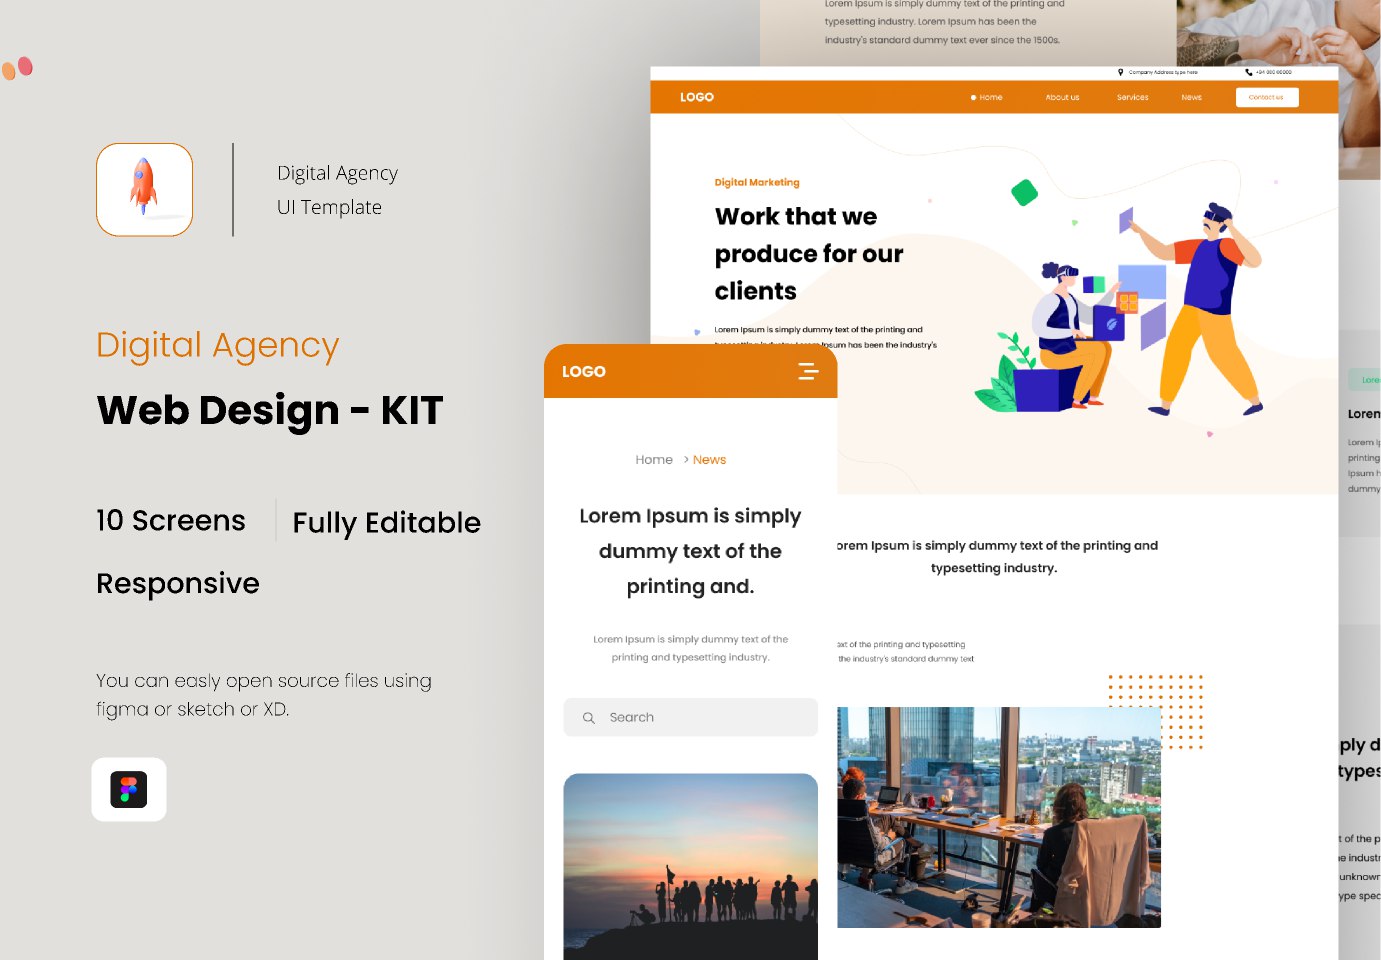 Lorem Ipsum is simply dummy text of the printing and
typesetting industry. Lorem Ipsum has been the
industry's standard dummy text ever since the 1500s.
Digital Agency
UI Template
Digital Agency
Web Design - KIT
10 Screens
Fully Editable
Responsive
You can easly open source files using
figma or sketch or XD.
Company Address type here
+94 000 00000
LOGO
Home
About us
Services
News
Contact us
Digital Marketing
Work that we
produce for our
clients
Lorem Ipsum is simply dummy text of the printing and
Ipsum has been the industry's
LOGO
Home > News
Lorem Ipsum is simply
dummy text of the
printing and.
Lorem Ipsum is simply dummy text of the
printing and typesetting industry.
Search
orem Ipsum is simply dummy text of the printing and
typesetting industry.
ext of the printing and typesetting
the industry's standard dummy text
Lore
Lorem
Lorem Ip
printing
Ipsum h
dummy
ply d
types
t of the p
e industr
unknown
ype spec